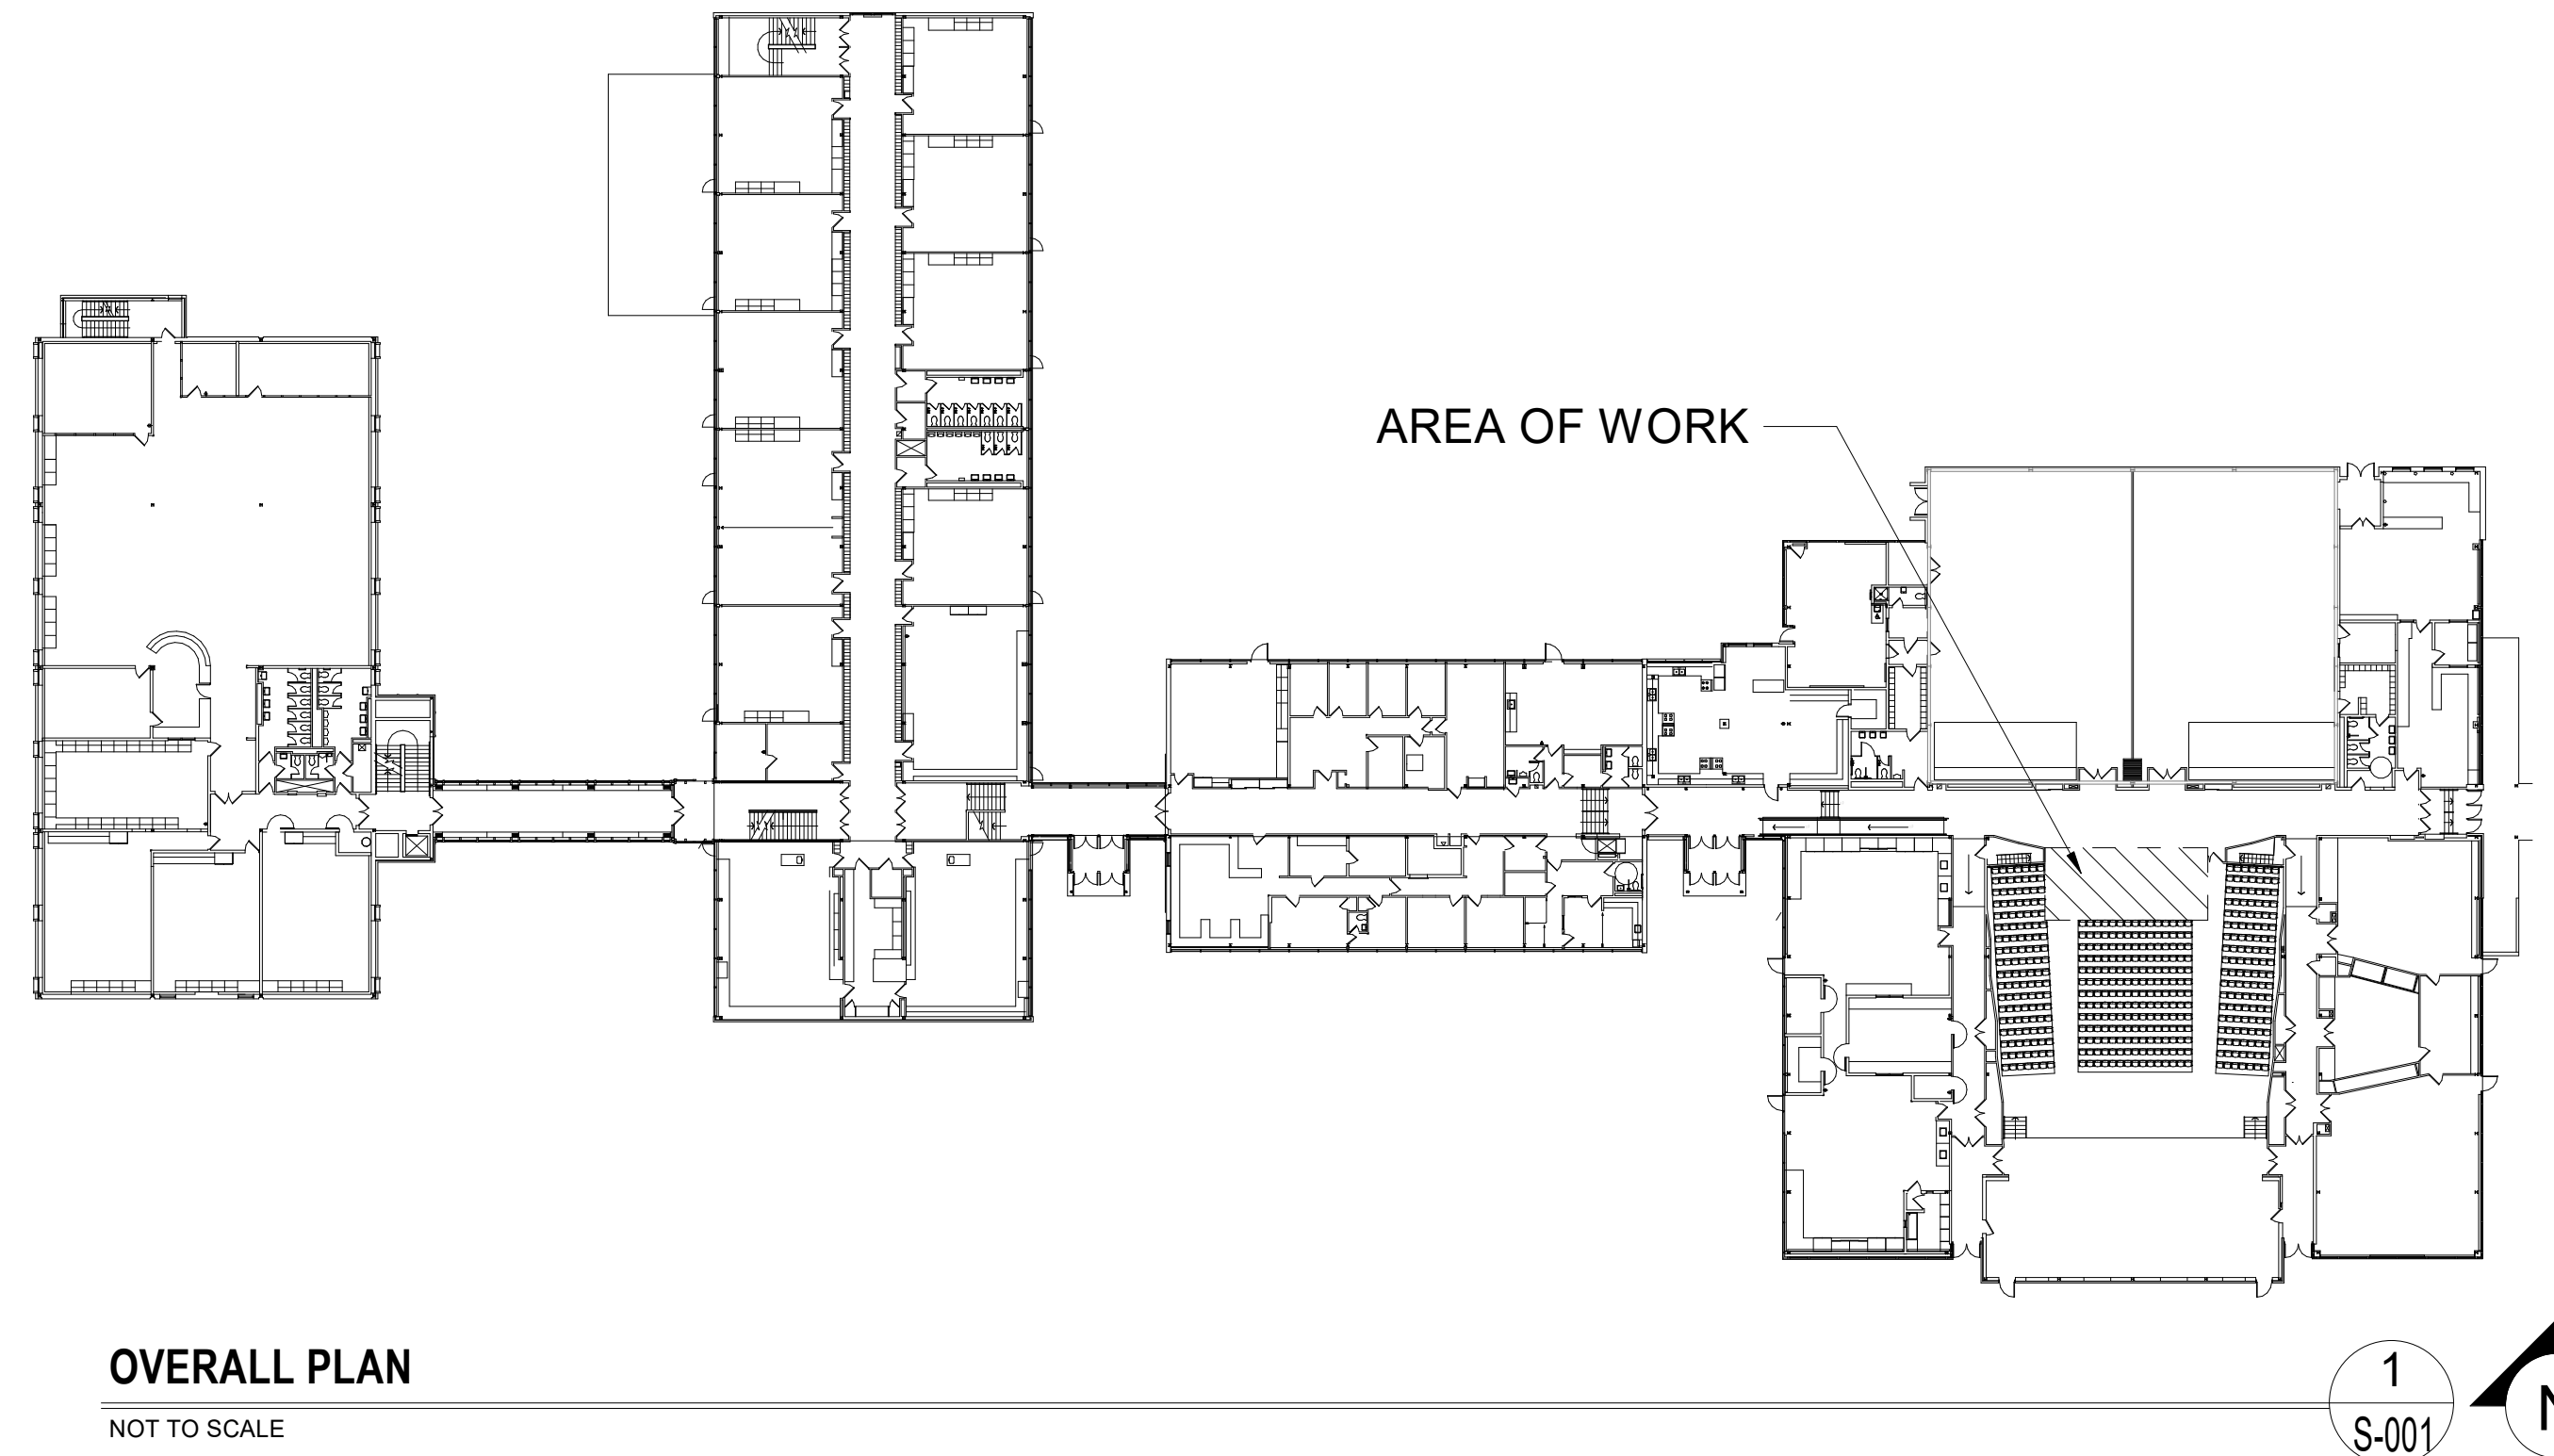 AREA OF WORK
OVERALL PLAN
NOT TO SCALE
1
S-001
N